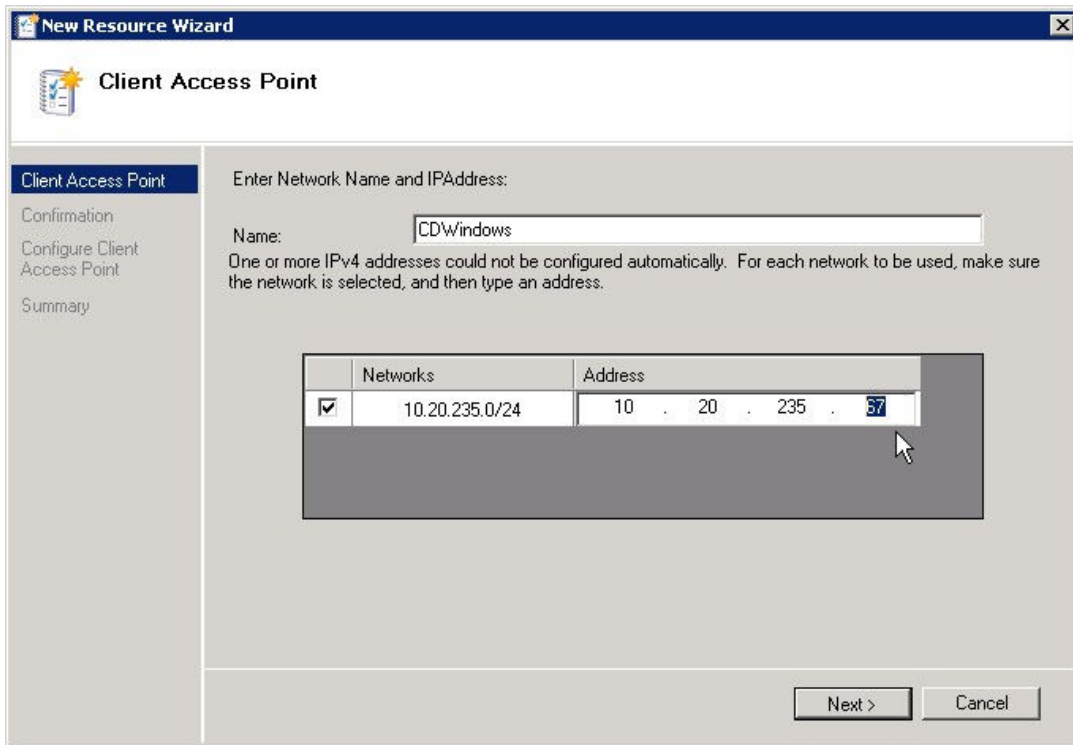 New Resource Wizard
Client Access Point
Client Access Point
Confirmation
Configure Client
Access Point
Summary
Enter Network Name and IPAddress:
Name: CDWindows
One or more IPv4 addresses could not be configured automatically. For each network to be used, make sure
the network is selected, and then type an address.
Networks Address
10.20.235.0/24 10 . 20 . 235 . 67
Next > Cancel